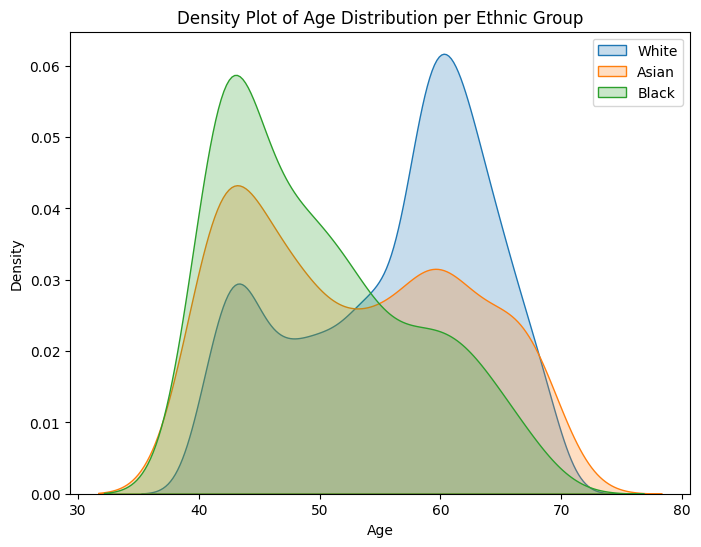 Density Plot of Age Distribution per Ethnic Group
White
Asian
Black
Density
0.06
0.05
0.04
0.03
0.02
0.01
0.00
30 40 50 60 70 80
Age